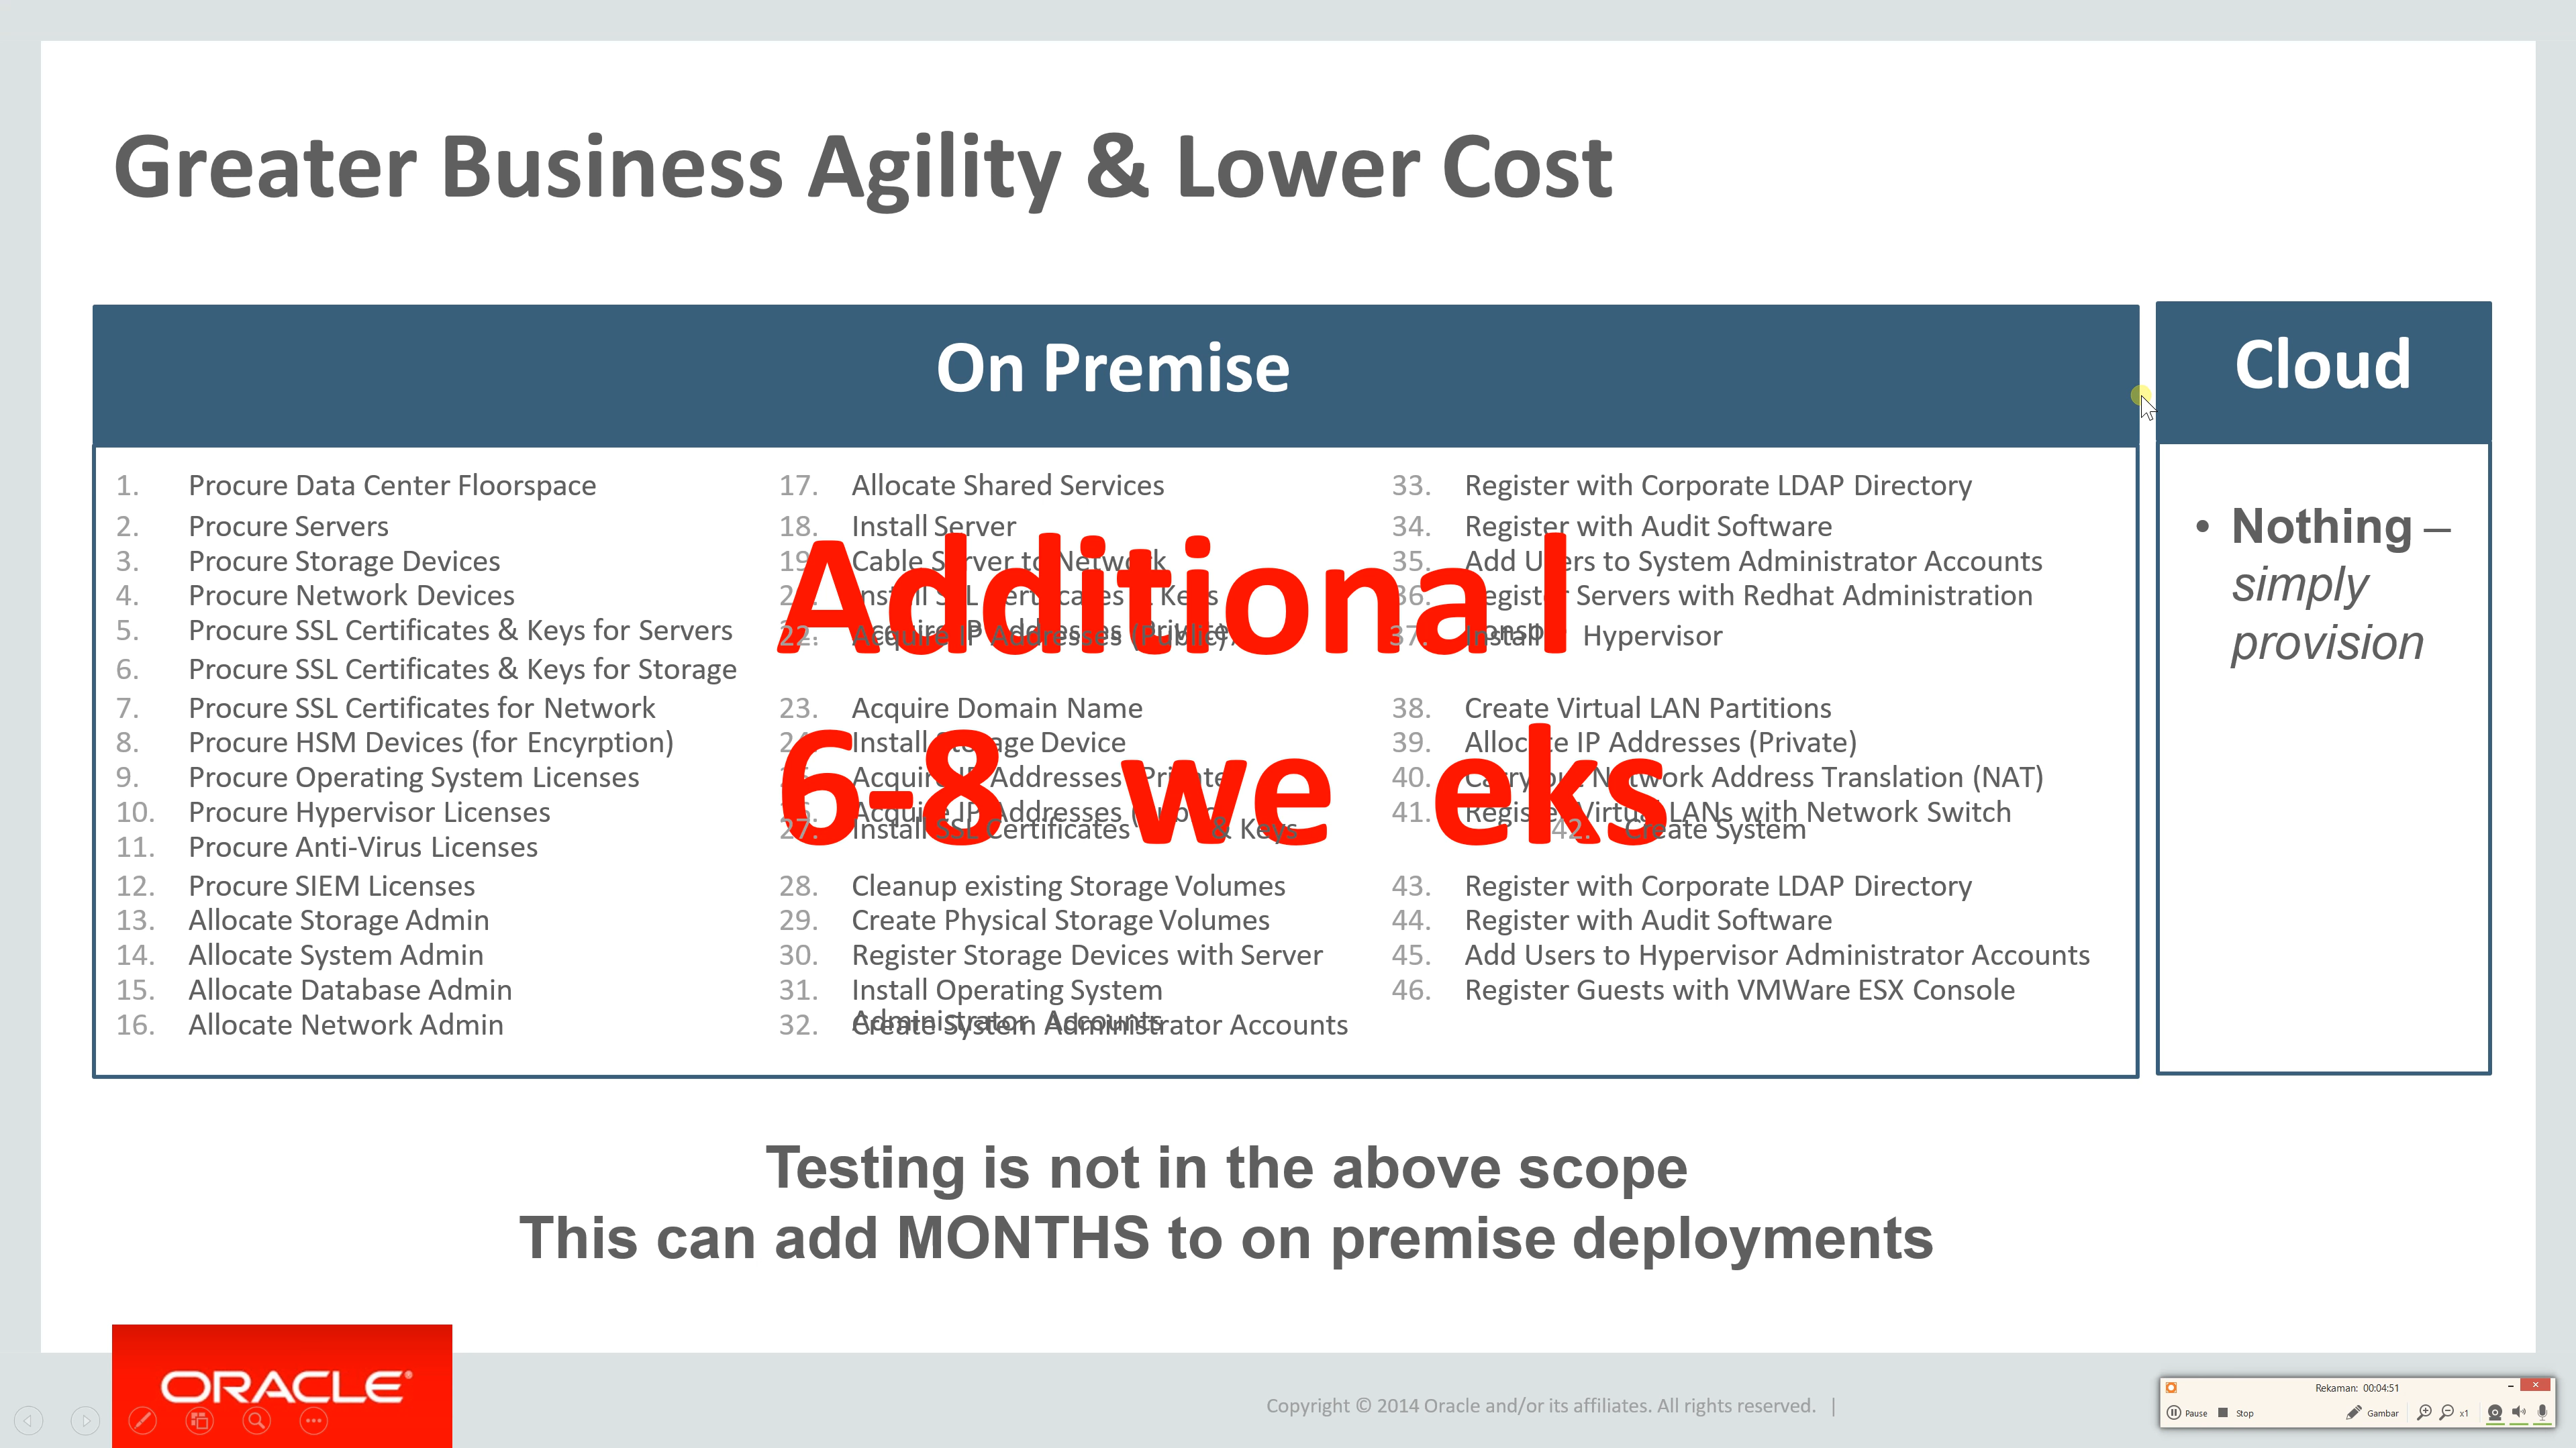 Greater Business Agility & Lower Cost
On Premise
1. Procure Data Center Floorspace
2. Procure Servers
3. Procure Storage Devices
4. Procure Network Devices
5. Procure SSL Certificates & Keys for Servers
6. Procure SSL Certificates & Keys for Storage
7. Procure SSL Certificates for Network
8. Procure HSM Devices (for Encyrption)
9. Procure Operating System Licenses
10. Procure Hypervisor Licenses
11. Procure Anti-Virus Licenses
12. Procure SIEM Licenses
13. Allocate Storage Admin
14. Allocate System Admin
15. Allocate Database Admin
16. Allocate Network Admin
17. Allocate Shared Services
18. Install Server
19. Cable Server to Network
Install SSL Certificates & Keys
Acquire IP Addresses (Private)
22. Acquire IP Addresses (Public)
23. Acquire Domain Name
24. Install Storage Device
Acquire IP Addresses (Private
Acquire IP Addresses (Public
27. Install SSL Certificates & Keys
28. Cleanup existing Storage Volumes
29. Create Physical Storage Volumes
30. Register Storage Devices with Server
31. Install Operating System
Administrator Accounts
32. Create System Administrator Accounts
33. Register with Corporate LDAP Directory
34. Register with Audit Software
35. Add Users to System Administrator Accounts
36. Register Servers with Redhat Administration
37. Install Hypervisor
38. Create Virtual LAN Partitions
39. Allocate IP Addresses (Private)
40. Carry out Network Address Translation (NAT)
41. Register Virtual LANs with Network Switch
42. Create System
43. Register with Corporate LDAP Directory
44. Register with Audit Software
45. Add Users to Hypervisor Administrator Accounts
46. Register Guests with VMWare ESX Console
Additional
6-8 weeks
Cloud
• Nothing –
simply
provision
Testing is not in the above scope
This can add MONTHS to on premise deployments
ORACLE®
Copyright © 2014 Oracle and/or its affiliates. All rights reserved. |
Rekaman: 00:04:51
Pause Stop Gambar x1